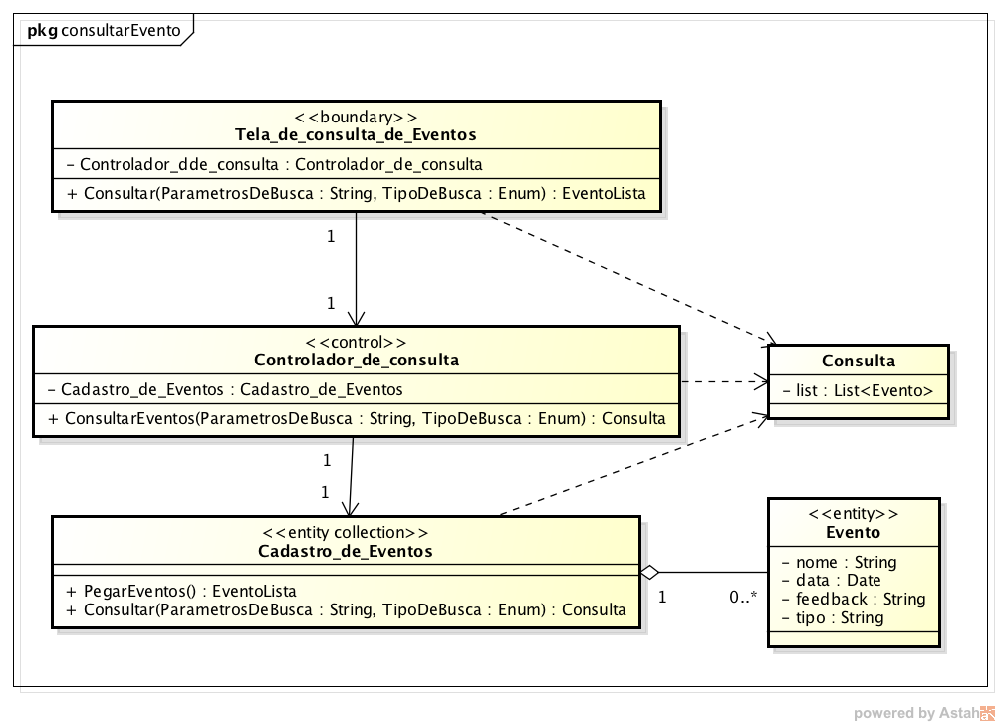 pkg consultarEvento
<<boundary>>
Tela_de_consulta_de_Eventos
- Controlador_dde_consulta : Controlador_de_consulta
+ Consultar(ParametrosDeBusca : String, TipoDeBusca : Enum) : EventoLista
1
1
<<control>>
Controlador_de_consulta
- Cadastro_de_Eventos : Cadastro_de_Eventos
+ ConsultarEventos(ParametrosDeBusca : String, TipoDeBusca : Enum) : Consulta
Consulta
- list : List<Evento>
1
1
<<entity collection>>
Cadastro_de_Eventos
+ PegarEventos() : EventoLista
+ Consultar(ParametrosDeBusca : String, TipoDeBusca : Enum) : Consulta
1
0..*
<<entity>>
Evento
- nome : String
- data : Date
- feedback : String
- tipo : String
powered by Astah